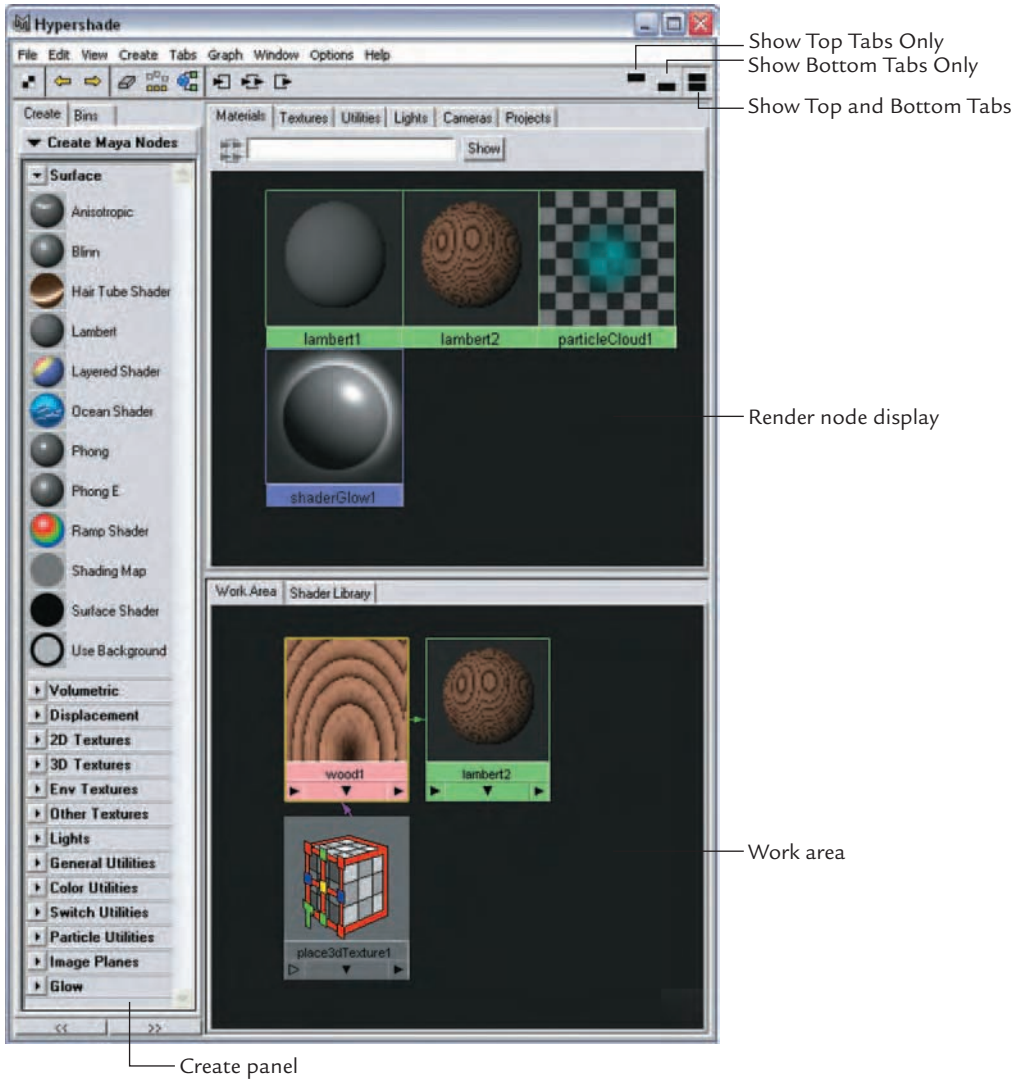 Hypershade
File Edit View Create Tabs Graph Window Options Help
Show Top Tabs Only
Show Bottom Tabs Only
Show Top and Bottom Tabs
Create Bins
Create Maya Nodes
Surface
Anisotropic
Blinn
Hair Tube Shader
Lambert
Layered Shader
Ocean Shader
Phong
Phong E
Ramp Shader
Shading Map
Surface Shader
Use Background
Volumetric
Displacement
2D Textures
3D Textures
Env Textures
Other Textures
Lights
General Utilities
Color Utilities
Switch Utilities
Particle Utilities
Image Planes
Glow
<< >>
Materials Textures Utilities Lights Cameras Projects
Show
lambert1 lambert2 particleCloud1
shaderGlow1
Render node display
Work Area Shader Library
wood1 lambert2
place3dTexture1
Work area
Create panel